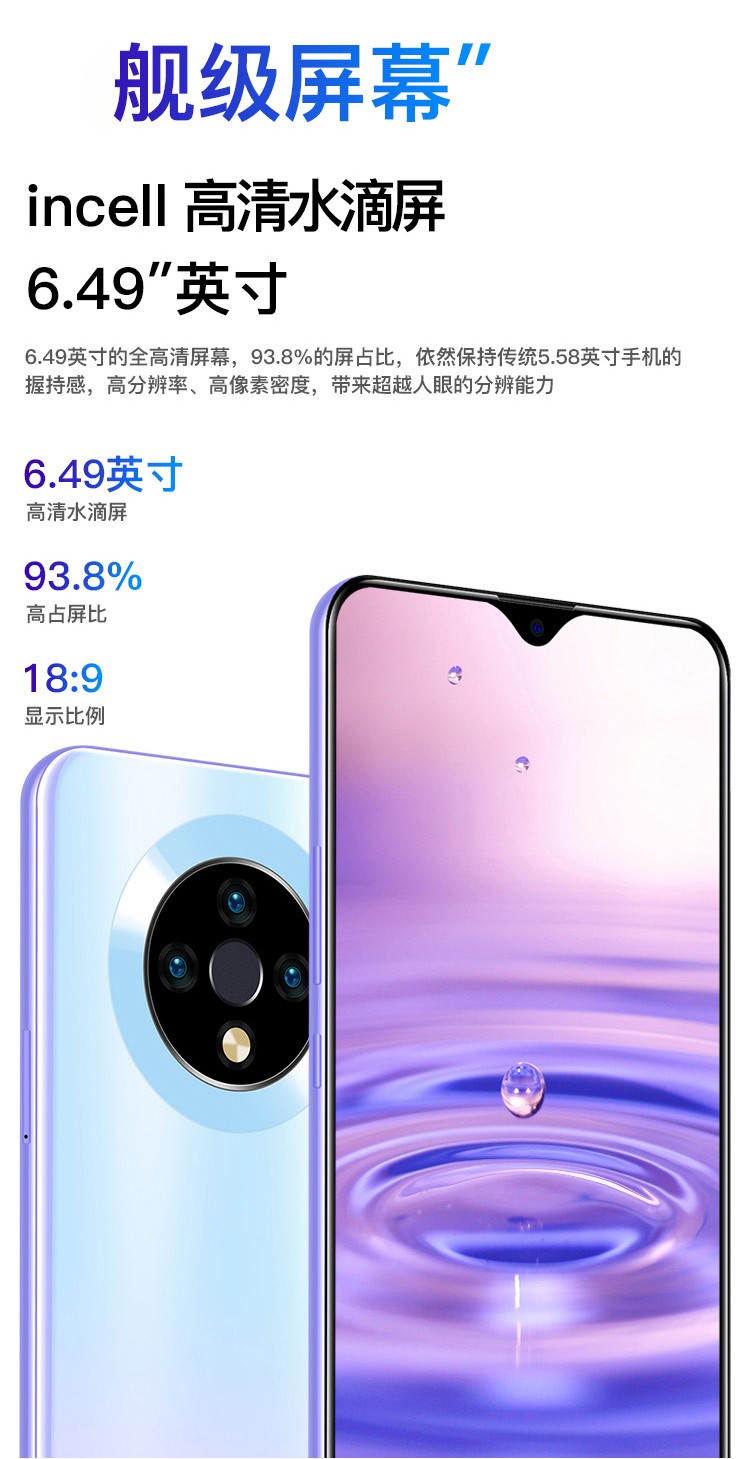 舰级屏幕”
incell 高清水滴屏
6.49”英寸
6.49英寸的全高清屏幕，93.8%的屏占比，依然保持传统5.58英寸手机的
握持感，高分辨率、高像素密度，带来超越人眼的分辨能力
6.49英寸
高清水滴屏
93.8%
高占屏比
18:9
显示比例